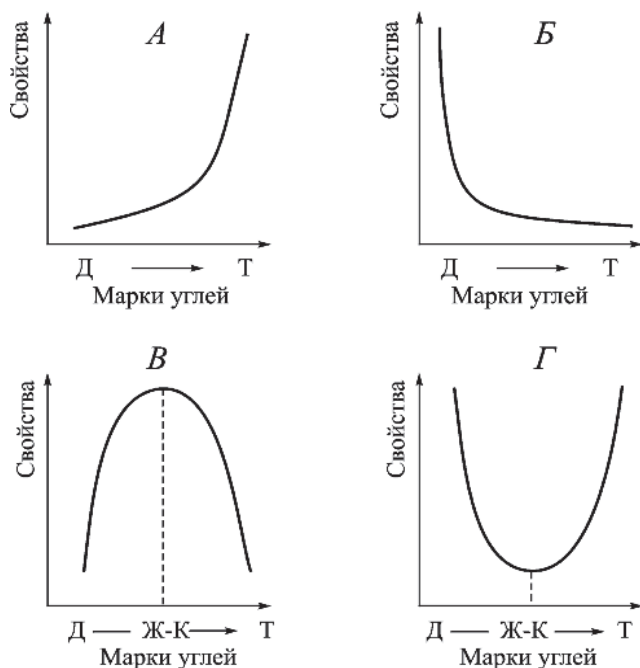 А
Свойства
Д Т
Марки углей
Б
Свойства
Д Т
Марки углей
В
Свойства
Д Ж-К Т
Марки углей
Г
Свойства
Д Ж-К Т
Марки углей